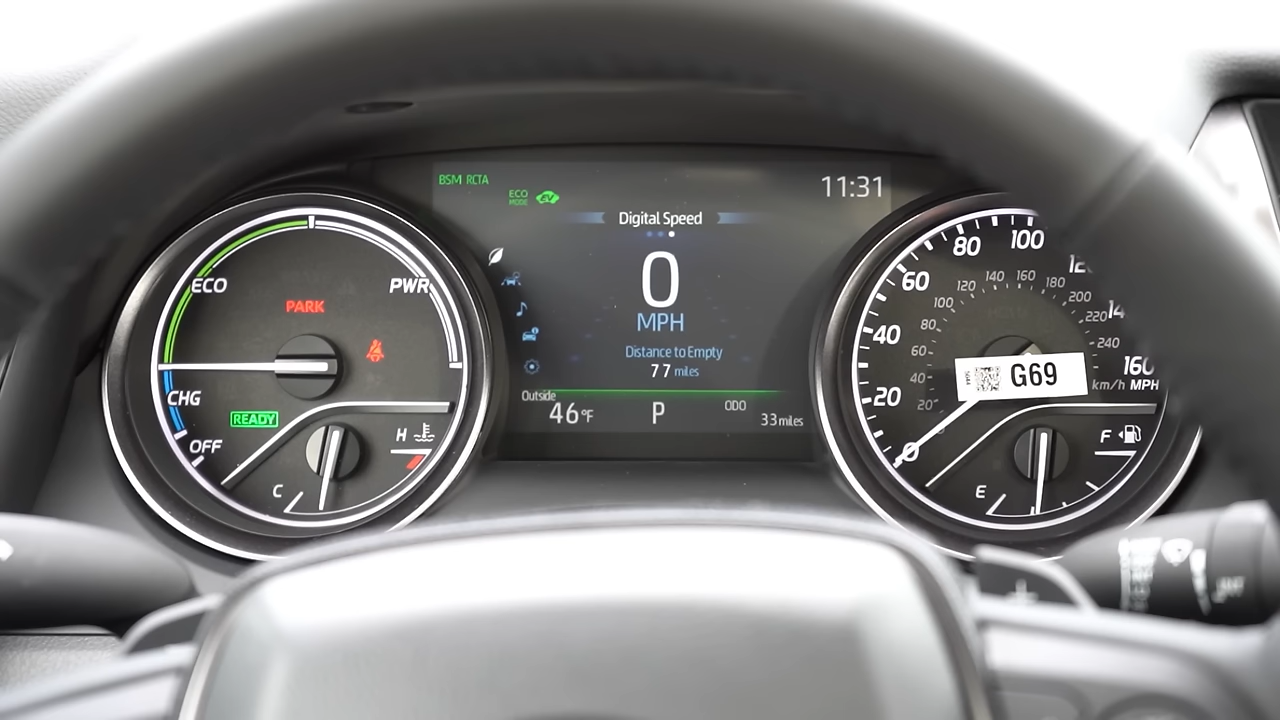 BSM RCTA
11:31
ECO
MODE
EV
Digital Speed
0
MPH
Distance to Empty
77 miles
Outside
46°F
P
ODO
33 miles
ECO
PWR
PARK
CHG
READY
OFF
H
C
0
20
40
60
80
100
160
20
40
60
80
100
120
140
160
180
200
220
240
km/h MPH
G69
F
E